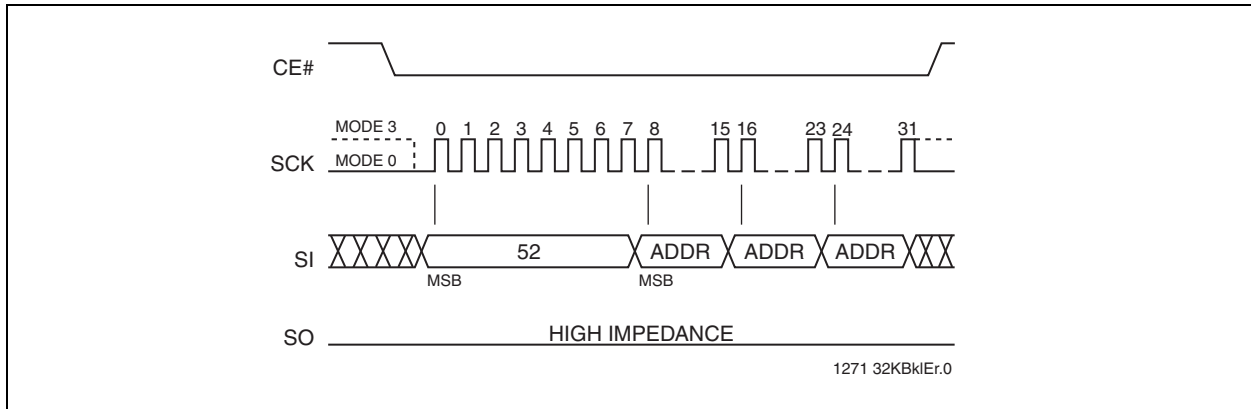 CE#
MODE 3
0 1 2 3 4 5 6 7 8 15 16 23 24 31
SCK
MODE 0
SI
52
ADDR
ADDR
ADDR
MSB
MSB
SO
HIGH IMPEDANCE
1271 32KBklEr.0